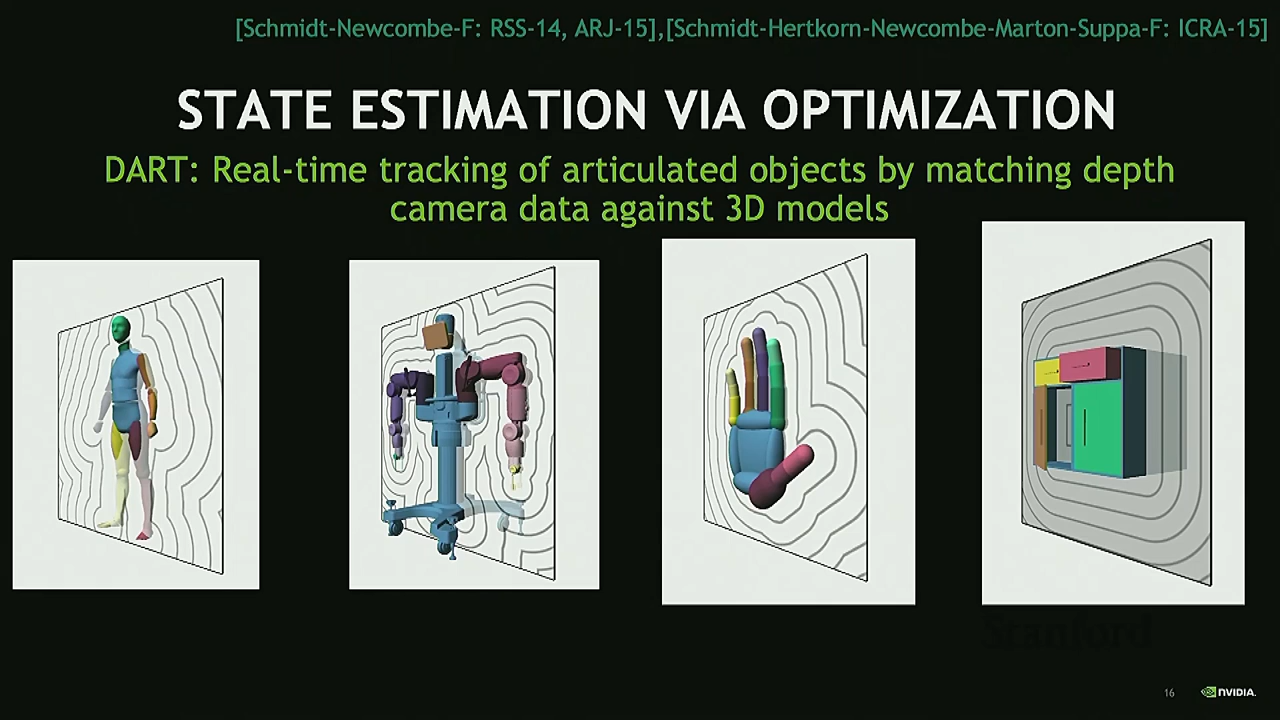 [Schmidt-Newcombe-F: RSS-14, ARJ-15],[Schmidt-Hertkorn-Newcombe-Marton-Suppa-F: ICRA-15]
STATE ESTIMATION VIA OPTIMIZATION
DART: Real-time tracking of articulated objects by matching depth
camera data against 3D models
Stanford
16
NVIDIA.